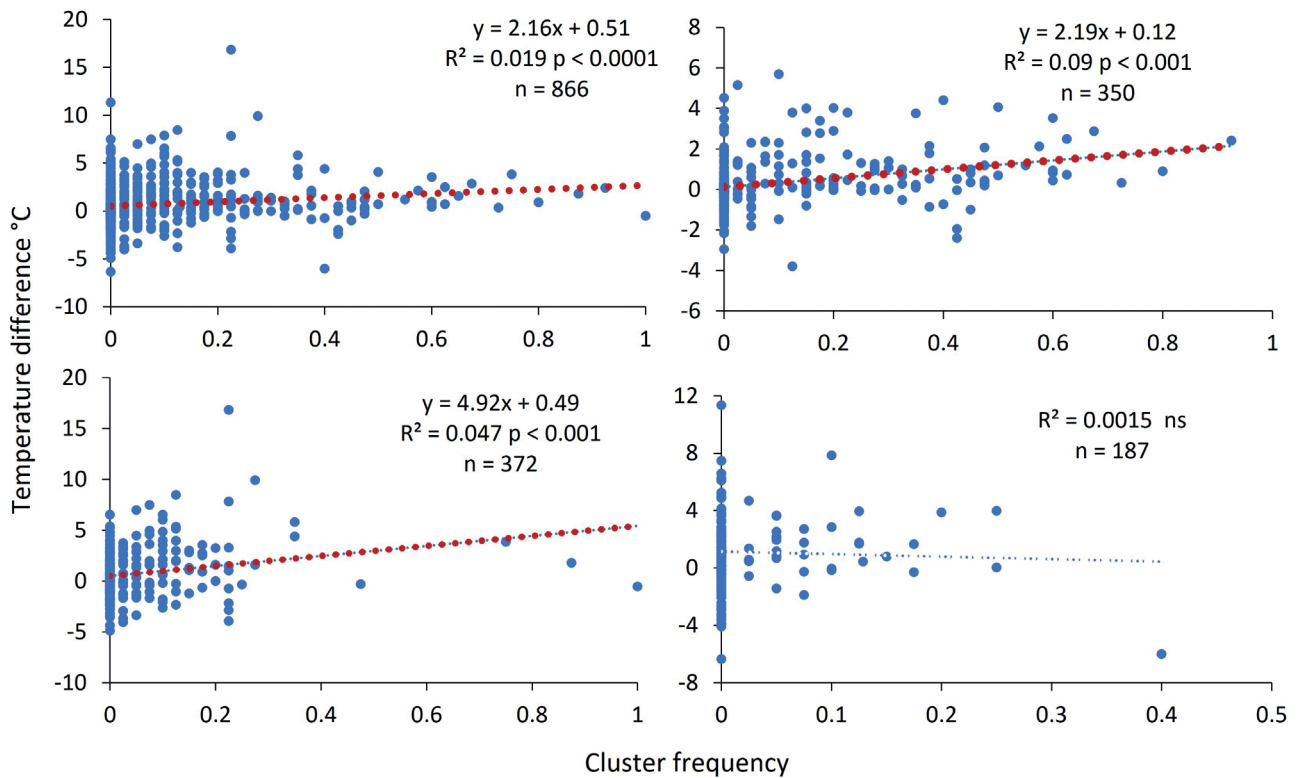 Temperature difference °C
y = 2.16x + 0.51
R² = 0.019 p < 0.0001
n = 866
20
15
10
5
0
-5
-10
0 0.2 0.4 0.6 0.8 1
y = 2.19x + 0.12
R² = 0.09 p < 0.001
n = 350
8
6
4
2
0
-2
-4
-6
0 0.2 0.4 0.6 0.8 1
y = 4.92x + 0.49
R² = 0.047 p < 0.001
n = 372
20
15
10
5
0
-5
-10
0 0.2 0.4 0.6 0.8 1
R² = 0.0015 ns
n = 187
12
8
4
0
-4
-8
0 0.1 0.2 0.3 0.4 0.5
Cluster frequency